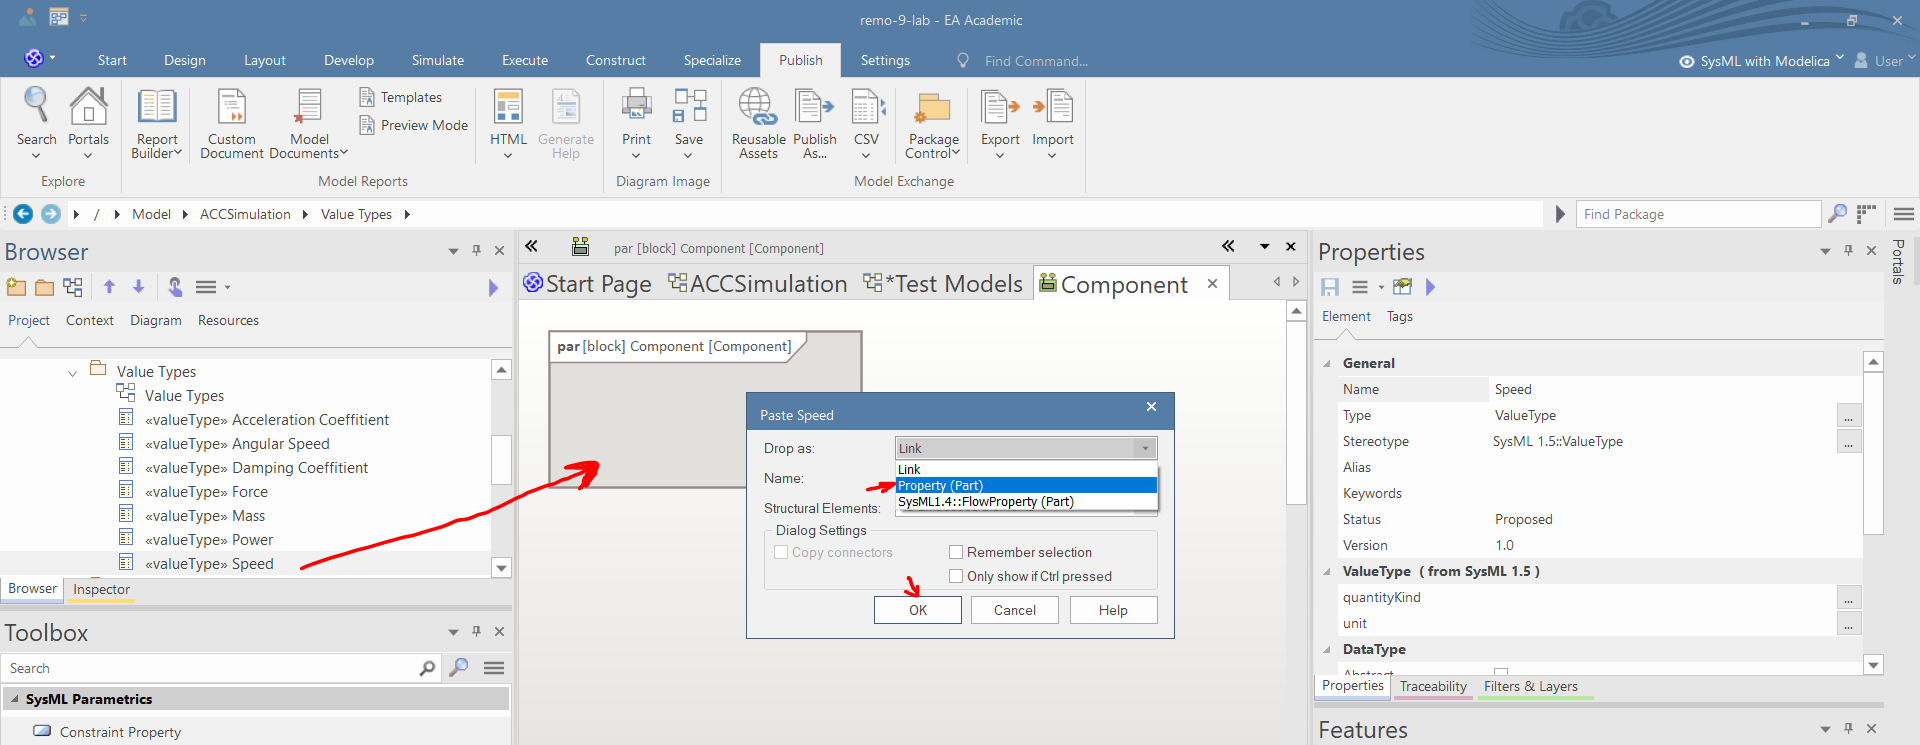 remo-9-lab - EA Academic
Start Design Layout Develop Simulate Execute Construct Specialize Publish Settings Find Command... SysML with Modelica User
Search Portals
Explore
Report Builder Custom Document Model Documents Templates Preview Mode
Model Reports
HTML Generate Help
Print Save
Diagram Image
Reusable Assets Publish As... CSV Package Control Export Import
Model Exchange
/ Model ACCSimulation Value Types
Find Package
Browser
Project Context Diagram Resources
Value Types
Value Types
«valueType» Acceleration Coeffitient
«valueType» Angular Speed
«valueType» Damping Coeffitient
«valueType» Force
«valueType» Mass
«valueType» Power
«valueType» Speed
Browser Inspector
Toolbox
Search
SysML Parametrics
Constraint Property
par [block] Component [Component]
Start Page ACCSimulation *Test Models Component
par [block] Component [Component]
Paste Speed
Drop as: Link
Link
Name: Property (Part)
SysML1.4::FlowProperty (Part)
Structural Elements:
Dialog Settings
Copy connectors Remember selection
Only show if Ctrl pressed
OK Cancel Help
Properties
Element Tags
General
Name Speed
Type ValueType ...
Stereotype SysML 1.5::ValueType ...
Alias
Keywords
Status Proposed
Version 1.0
ValueType ( from SysML 1.5 )
quantityKind ...
unit ...
DataType
Abstract
Properties Traceability Filters & Layers
Features
Portals